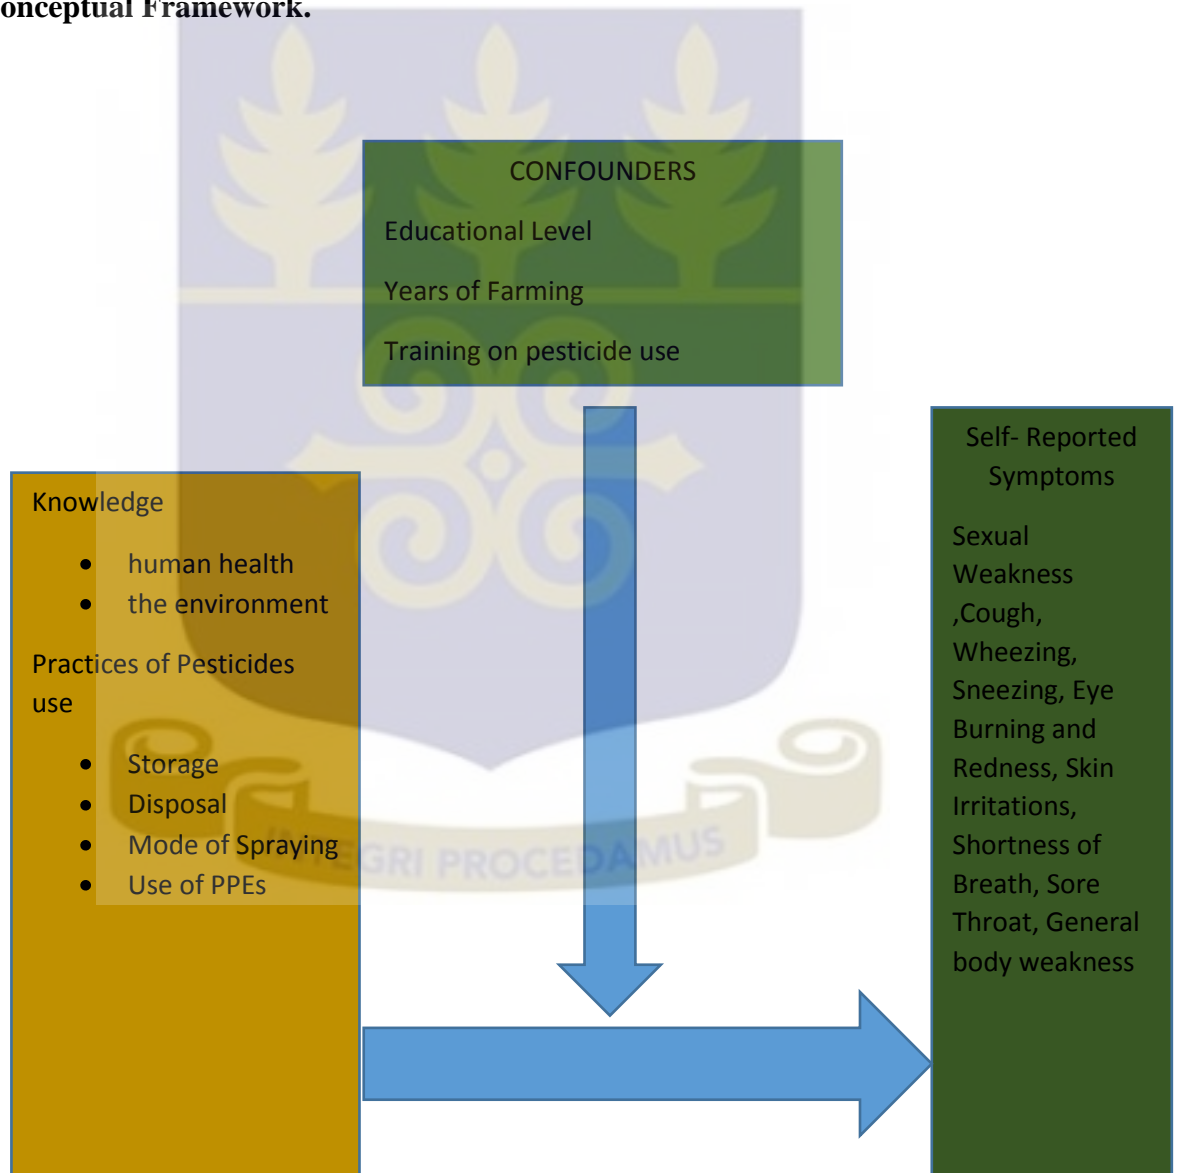 onceptual Framework.
CONFOUNDERS
Educational Level
Years of Farming
Training on pesticide use
Knowledge
• human health
• the environment
Practices of Pesticides
use
• Storage
• Disposal
• Mode of Spraying
• Use of PPEs
Self- Reported
Symptoms
Sexual
Weakness
,Cough,
Wheezing,
Sneezing, Eye
Burning and
Redness, Skin
Irritations,
Shortness of
Breath, Sore
Throat, General
body weakness
INTEGRI PROCEDAMUS